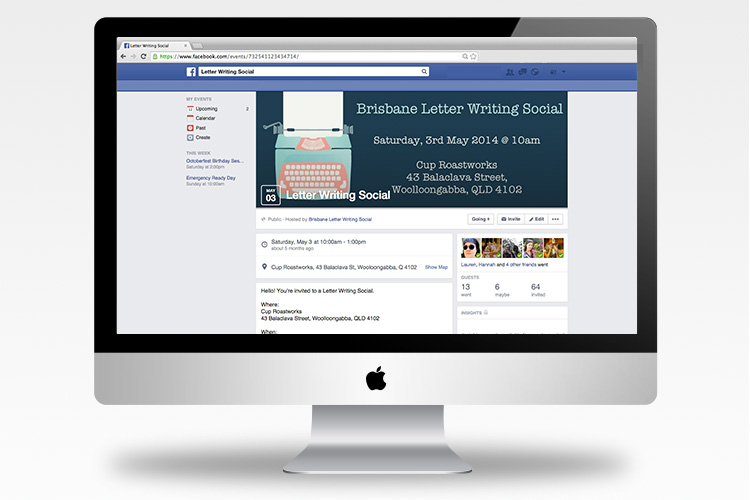 Letter Writing Social
https://www.facebook.com/events/732541123434714/
Letter Writing Social
MY EVENTS
Upcoming 2
Calendar
Past
Create
THIS WEEK
Octoberfest Birthday Ses...
Saturday at 5:00pm
Emergency Ready Day
Sunday at 10:00am
Brisbane Letter Writing Social
Saturday, 3rd May 2014 @ 10am
Cup Roastworks
43 Balaclava Street,
Woolloongabba, QLD 4102
MAY
03
Letter Writing Social
Public · Hosted by Brisbane Letter Writing Social
Going
Invite
Edit
Saturday, May 3 at 10:00am - 1:00pm
about 5 months ago
Cup Roastworks, 43 Balaclava St, Wooloongabba, Q 4102
Show Map
Lauren, Hannah and 4 other friends went
GUESTS
13 6 64
went maybe invited
INSIGHTS
Hello! You're invited to a Letter Writing Social.
Where:
Cup Roastworks
43 Balaclava Street, Woolloongabba, QLD 4102
When: